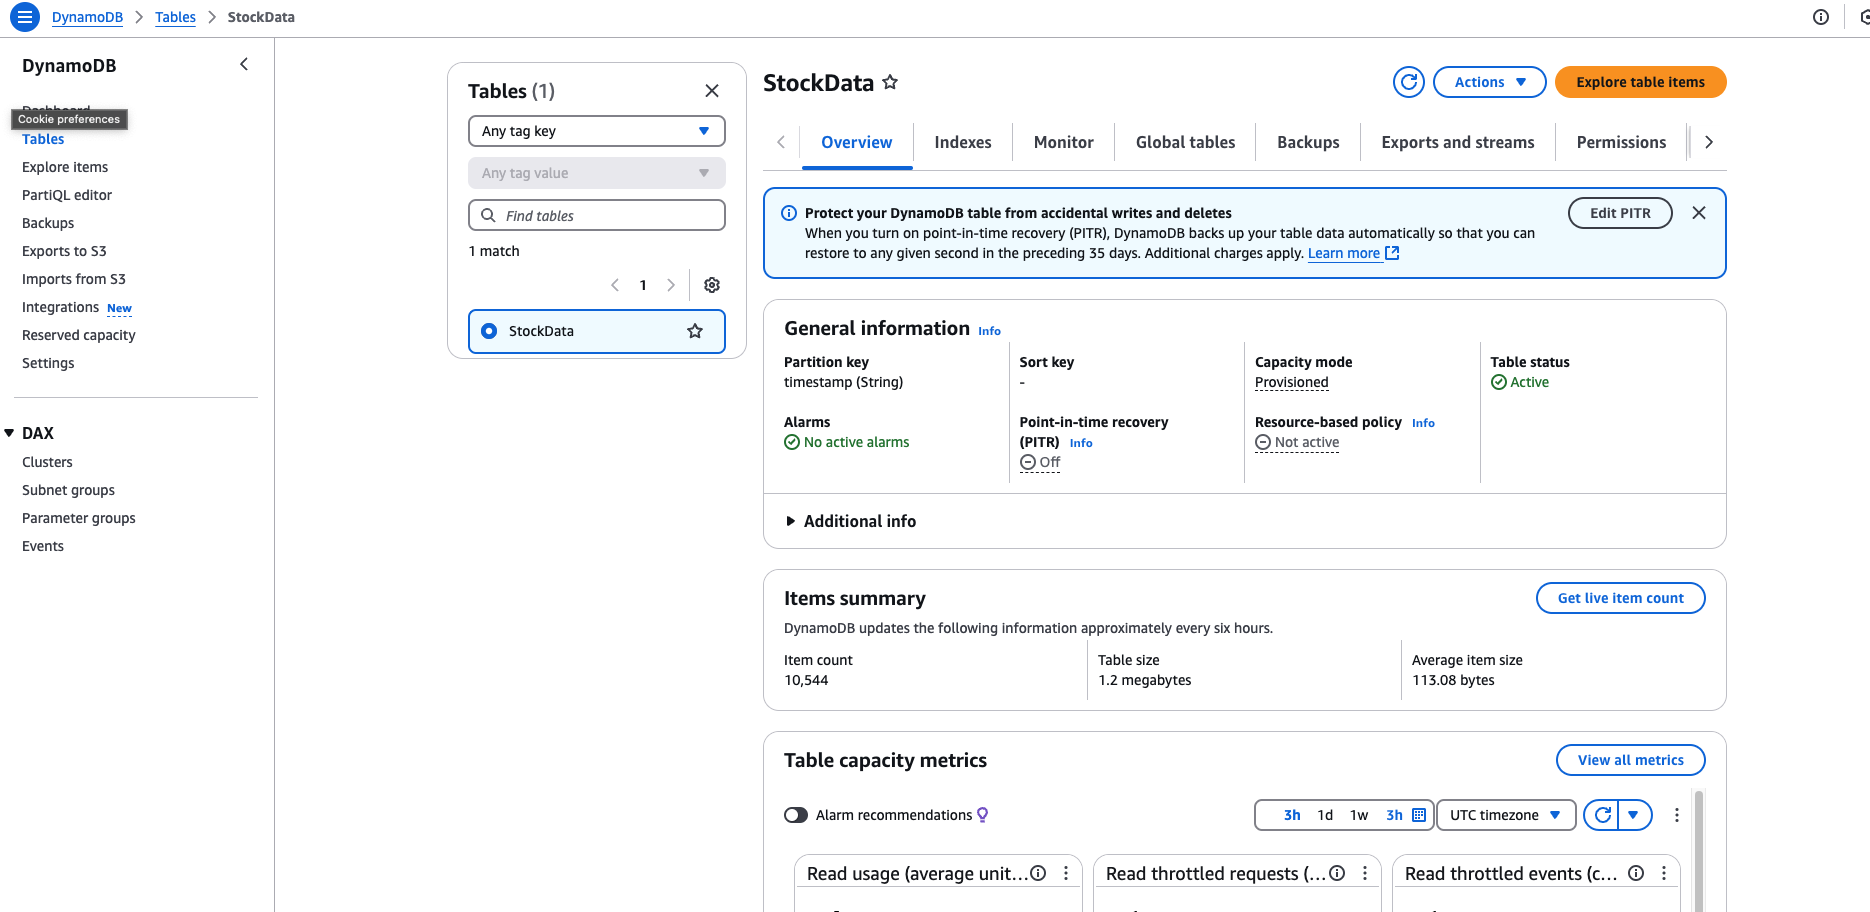 DynamoDB > Tables > StockData
DynamoDB
Dashboard
Cookie preferences
Tables
Explore items
PartiQL editor
Backups
Exports to S3
Imports from S3
Integrations New
Reserved capacity
Settings
DAX
Clusters
Subnet groups
Parameter groups
Events
Tables (1)
Any tag key
Any tag value
Find tables
1 match
1
StockData
StockData
Actions
Explore table items
Overview
Indexes
Monitor
Global tables
Backups
Exports and streams
Permissions
Protect your DynamoDB table from accidental writes and deletes
When you turn on point-in-time recovery (PITR), DynamoDB backs up your table data automatically so that you can
restore to any given second in the preceding 35 days. Additional charges apply. Learn more
Edit PITR
General information Info
Partition key
timestamp (String)
Sort key
-
Capacity mode
Provisioned
Table status
Active
Alarms
No active alarms
Point-in-time recovery
(PITR) Info
Off
Resource-based policy Info
Not active
Additional info
Items summary
Get live item count
DynamoDB updates the following information approximately every six hours.
Item count
10,544
Table size
1.2 megabytes
Average item size
113.08 bytes
Table capacity metrics
View all metrics
Alarm recommendations
3h 1d 1w 3h
UTC timezone
Read usage (average unit...
Read throttled requests (...
Read throttled events (c...